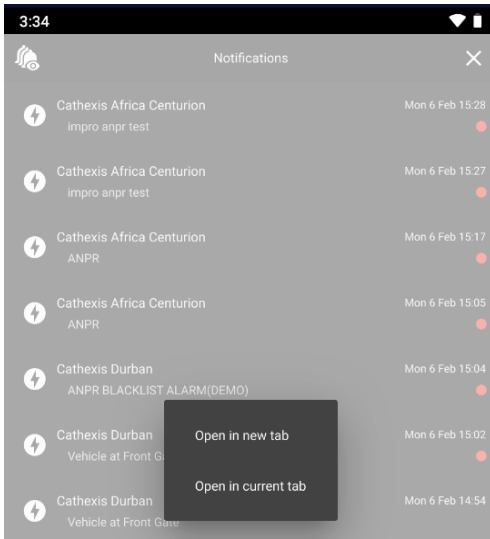 3:34
Notifications
Cathexis Africa Centurion Mon 6 Feb 15:28
impro anpr test
Cathexis Africa Centurion Mon 6 Feb 15:27
impro anpr test
Cathexis Africa Centurion Mon 6 Feb 15:17
ANPR
Cathexis Africa Centurion Mon 6 Feb 15:05
ANPR
Cathexis Durban Mon 6 Feb 15:04
ANPR BLACKLIST ALARM(DEMO)
Cathexis Durban Mon 6 Feb 15:02
Vehicle at Front
Open in new tab
Open in current tab
Cathexis Durban Mon 6 Feb 14:54
Vehicle at Front Gate